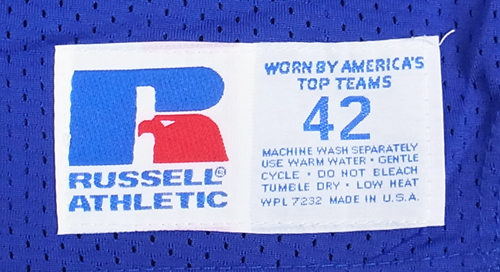 RUSSELL®
ATHLETIC
WORN BY AMERICA'S
TOP TEAMS
42
MACHINE WASH SEPARATELY
USE WARM WATER • GENTLE
CYCLE • DO NOT BLEACH
TUMBLE DRY • LOW HEAT
WPL 7232 MADE IN U.S.A.